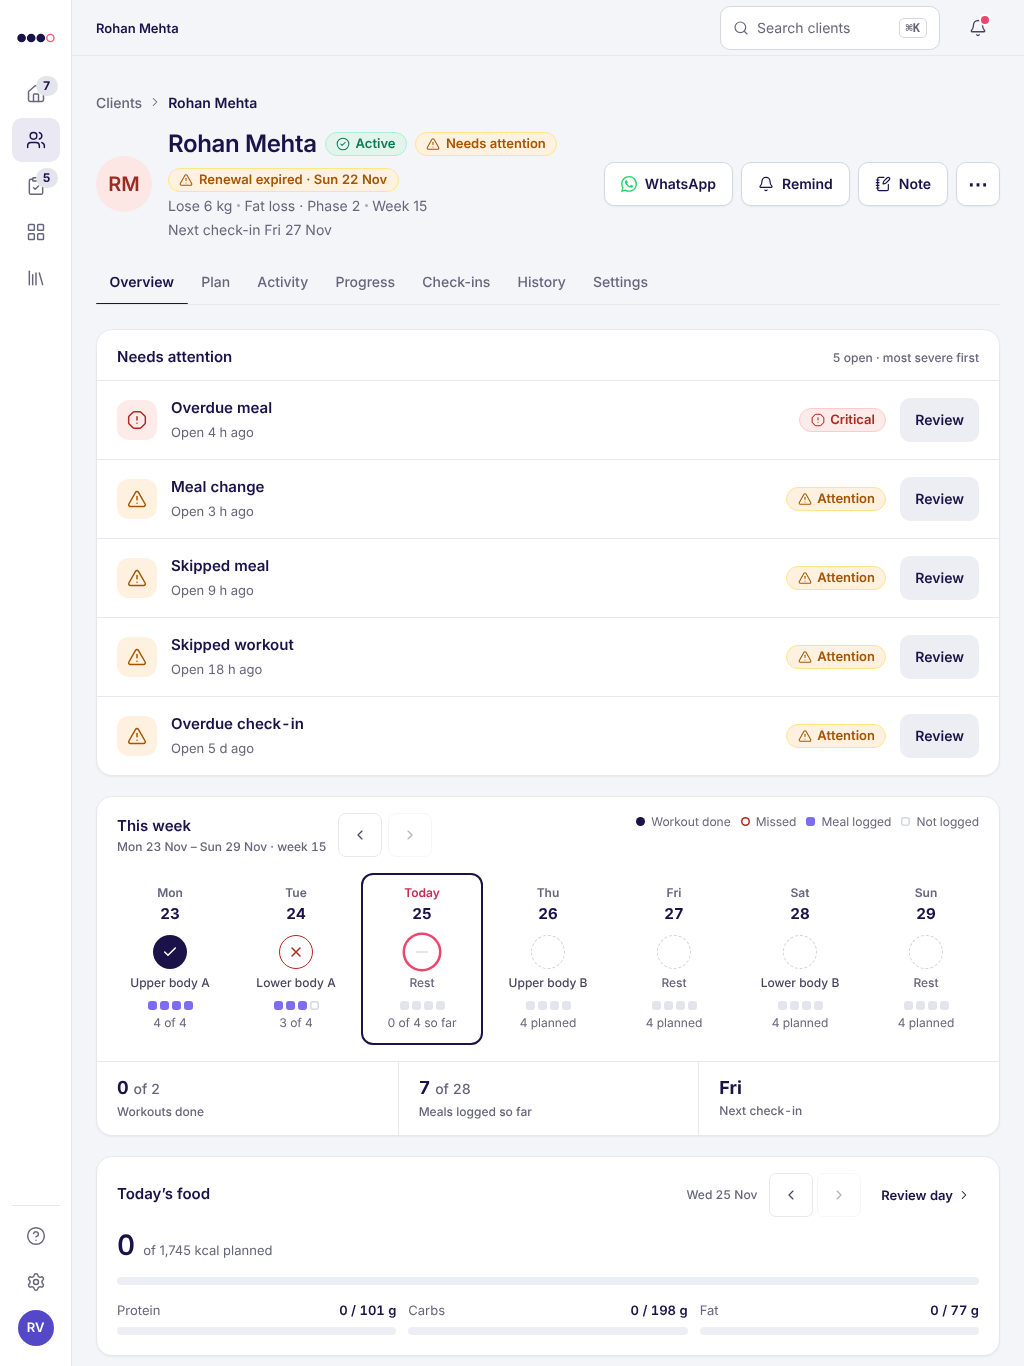 Rohan Mehta
Search clients
⌘K
7
5
Clients > Rohan Mehta
RM
Rohan Mehta
Active
Needs attention
Renewal expired · Sun 22 Nov
Lose 6 kg · Fat loss · Phase 2 · Week 15
Next check-in Fri 27 Nov
WhatsApp
Remind
Note
Overview Plan Activity Progress Check-ins History Settings
Needs attention
5 open · most severe first
Overdue meal
Open 4 h ago
Critical
Review
Meal change
Open 3 h ago
Attention
Review
Skipped meal
Open 9 h ago
Attention
Review
Skipped workout
Open 18 h ago
Attention
Review
Overdue check-in
Open 5 d ago
Attention
Review
This week
Mon 23 Nov – Sun 29 Nov · week 15
Workout done Missed Meal logged Not logged
Mon Tue Today Thu Fri Sat Sun
23 24 25 26 27 28 29
Upper body A Lower body A Rest Upper body B Rest Lower body B Rest
4 of 4 3 of 4 0 of 4 so far 4 planned 4 planned 4 planned 4 planned
0 of 2
Workouts done
7 of 28
Meals logged so far
Fri
Next check-in
Today’s food
Wed 25 Nov
Review day
0 of 1,745 kcal planned
Protein 0 / 101 g
Carbs 0 / 198 g
Fat 0 / 77 g
RV